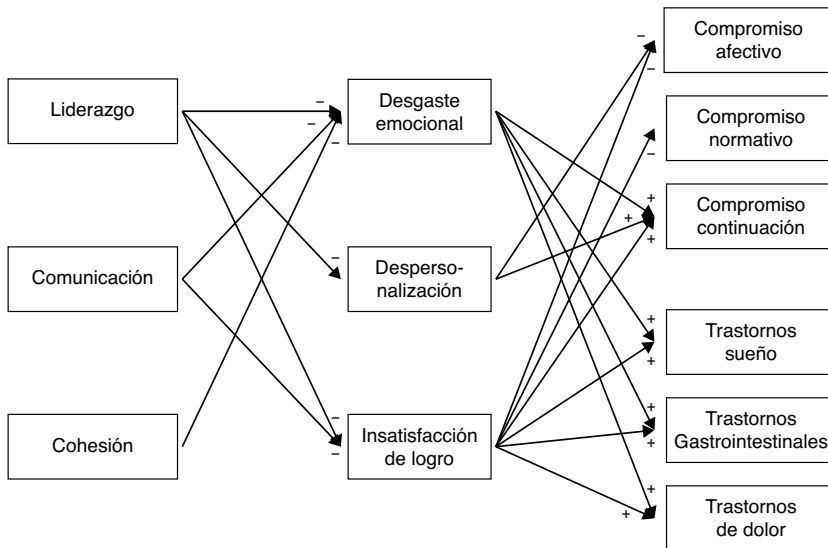 Liderazgo
Comunicación
Cohesión
Desgaste
emocional
Desperso-
nalización
Insatisfacción
de logro
Compromiso
afectivo
Compromiso
normativo
Compromiso
continuación
Trastornos
sueño
Trastornos
Gastrointestinales
Trastornos
de dolor
–
–
–
–
–
–
–
–
–
+
+
+
+
+
+
+
+
+